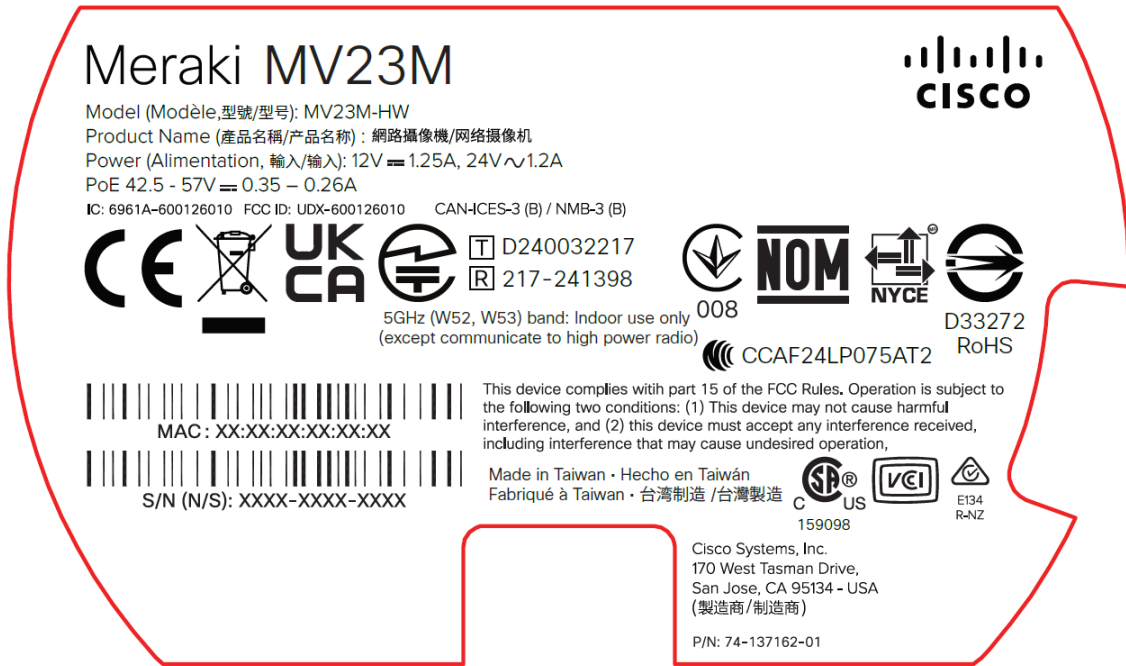 Meraki MV23M
CISCO
Model (Modèle,型號/型号): MV23M-HW
Product Name (產品名稱/产品名称) : 網路攝像機/网络摄像机
Power (Alimentation, 輸入/输入): 12V ⎓ 1.25A, 24V ~ 1.2A
PoE 42.5 - 57V ⎓ 0.35 – 0.26A
IC: 6961A-600126010 FCC ID: UDX-600126010 CAN-ICES-3 (B) / NMB-3 (B)
CE
UK
CA
T D240032217
R 217-241398
5GHz (W52, W53) band: Indoor use only
(except communicate to high power radio)
008
NOM
NYCE
D33272
RoHS
CCAF24LP075AT2
MAC : XX:XX:XX:XX:XX:XX
S/N (N/S): XXXX-XXXX-XXXX
This device complies wtih part 15 of the FCC Rules. Operation is subject to
the following two conditions: (1) This device may not cause harmful
interference, and (2) this device must accept any interference received,
including interference that may cause undesired operation,
Made in Taiwan • Hecho en Taiwán
Fabriqué à Taiwan • 台湾制造 /台灣製造
C SA ® US
159098
VCI
E134
R-NZ
Cisco Systems, Inc.
170 West Tasman Drive,
San Jose, CA 95134 - USA
(製造商/制造商)
P/N: 74-137162-01